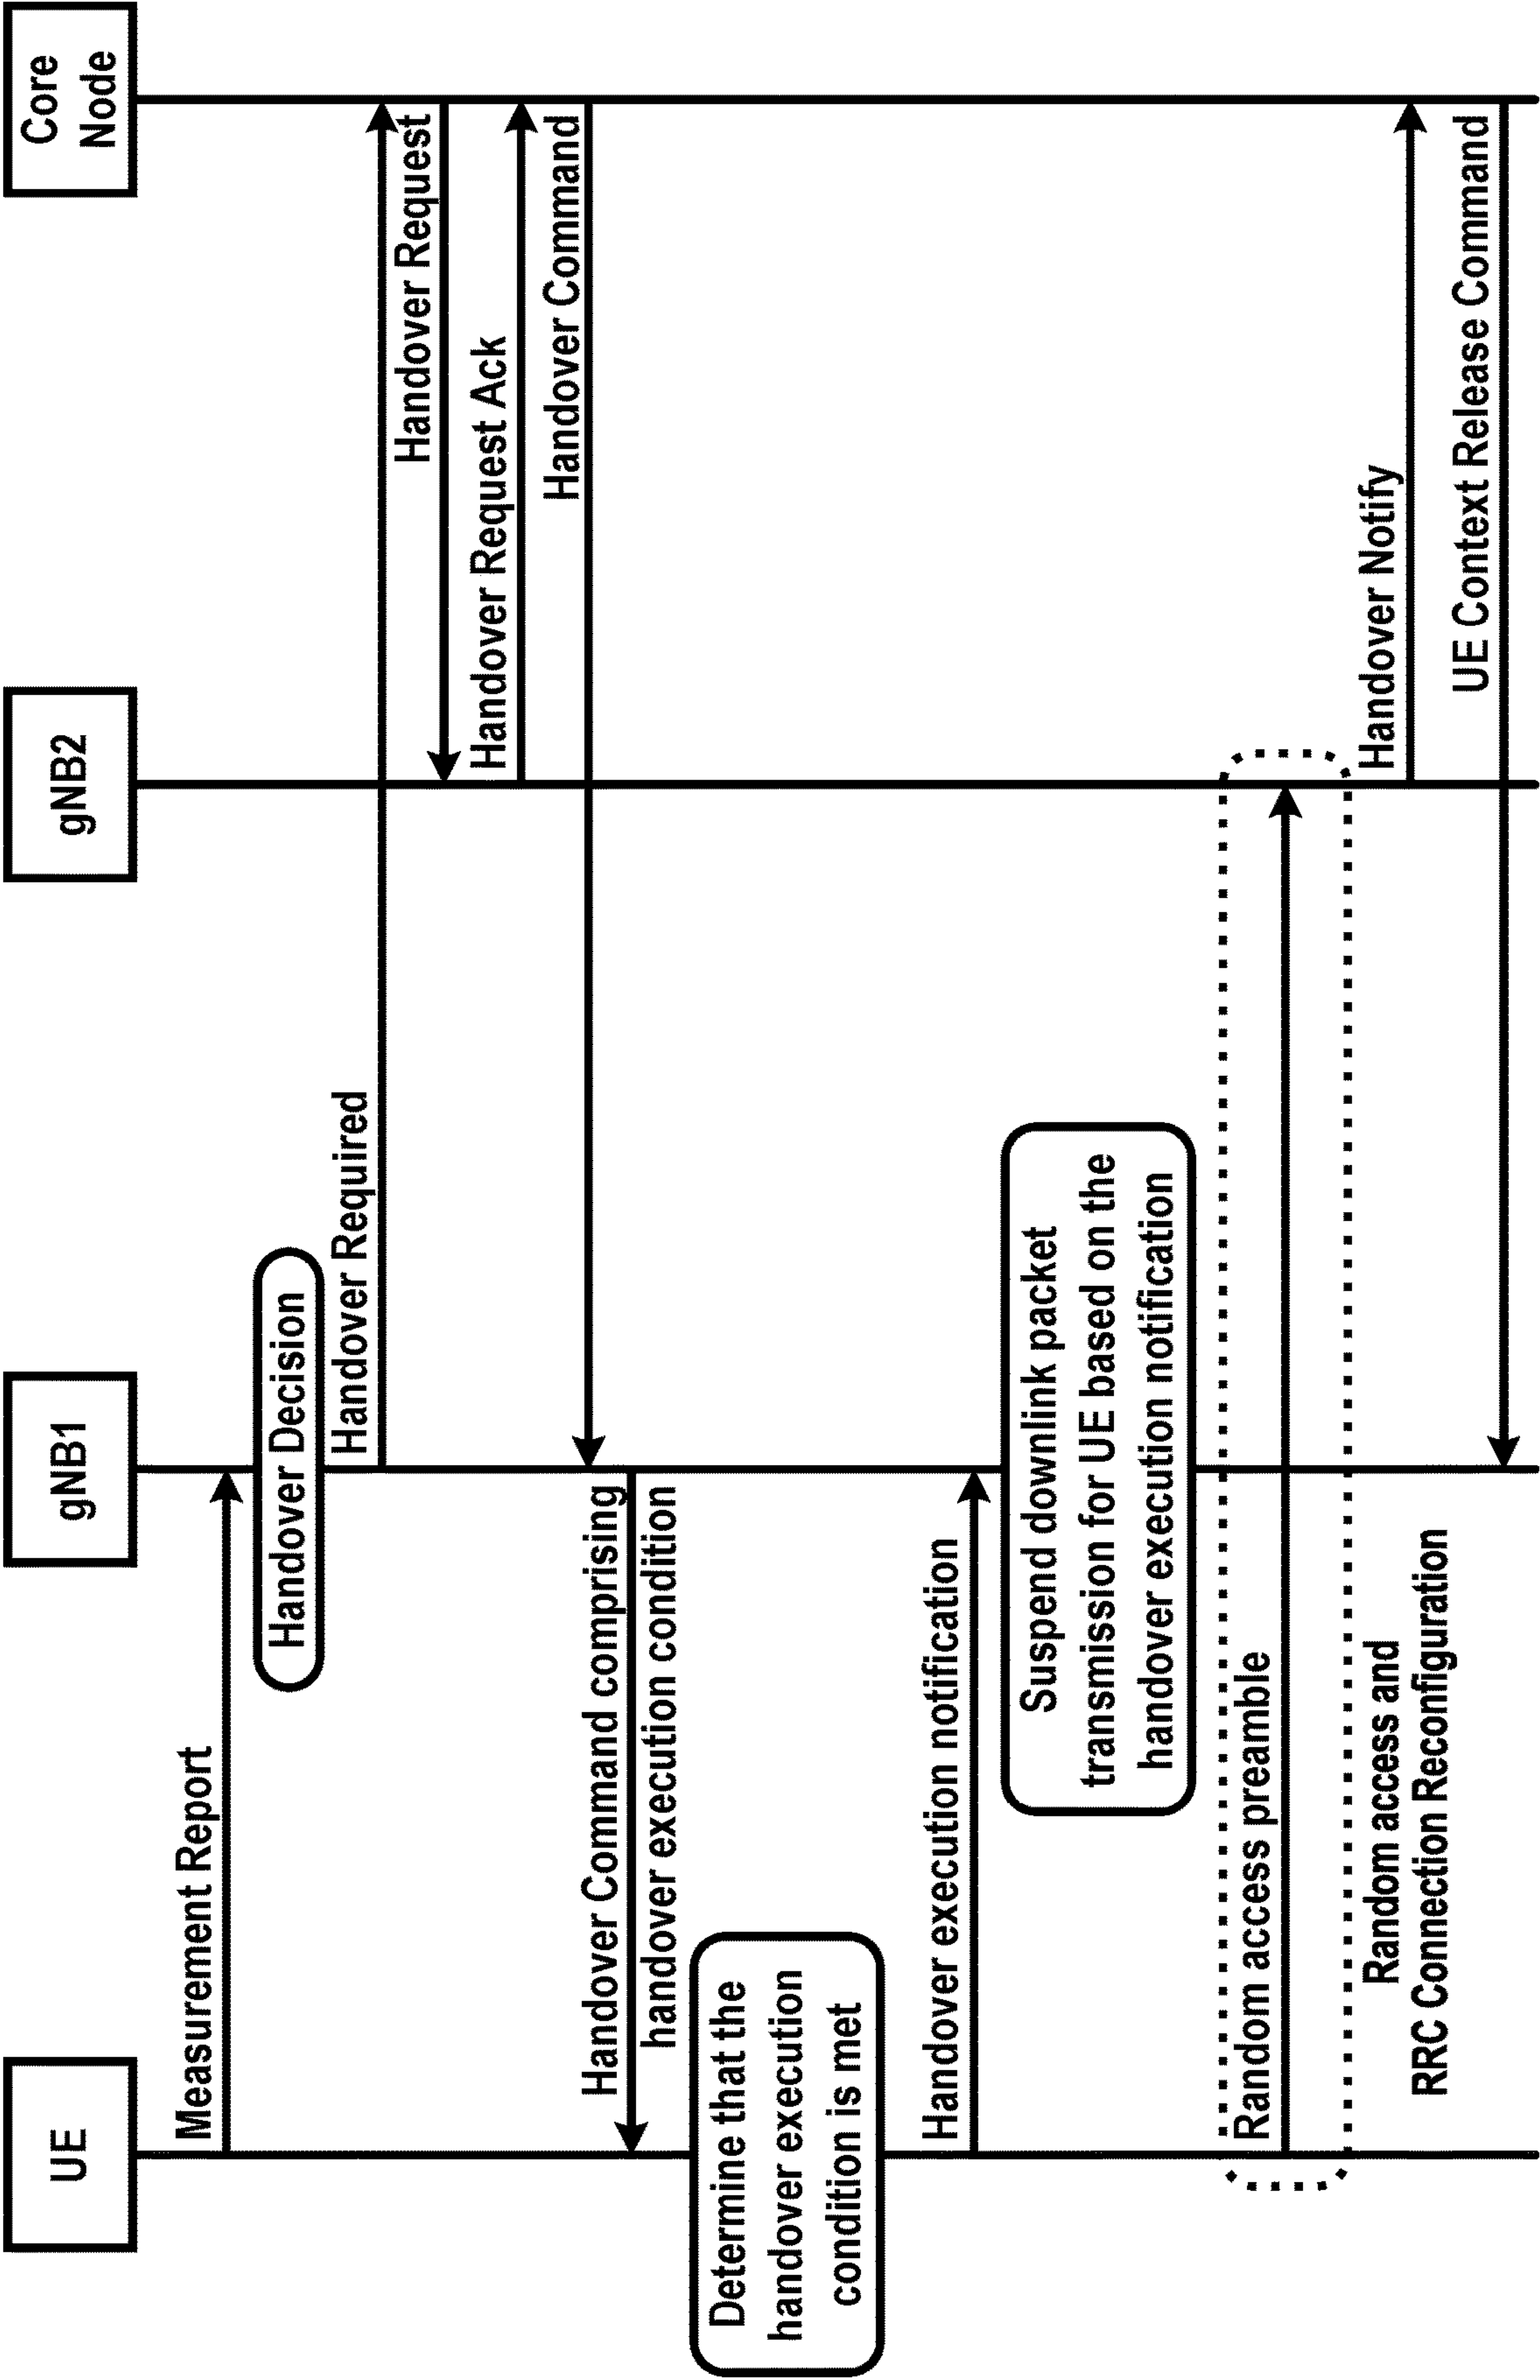 UE
gNB1
gNB2
Core
Node
Measurement Report
Handover Decision
Handover Required
Handover Request
Handover Request Ack
Handover Command
Handover Command comprising
handover execution condition
Determine that the
handover execution
condition is met
Handover execution notification
Suspend downlink packet
transmission for UE based on the
handover execution notification
Random access preamble
Random access and
RRC Connection Reconfiguration
Handover Notify
UE Context Release Command